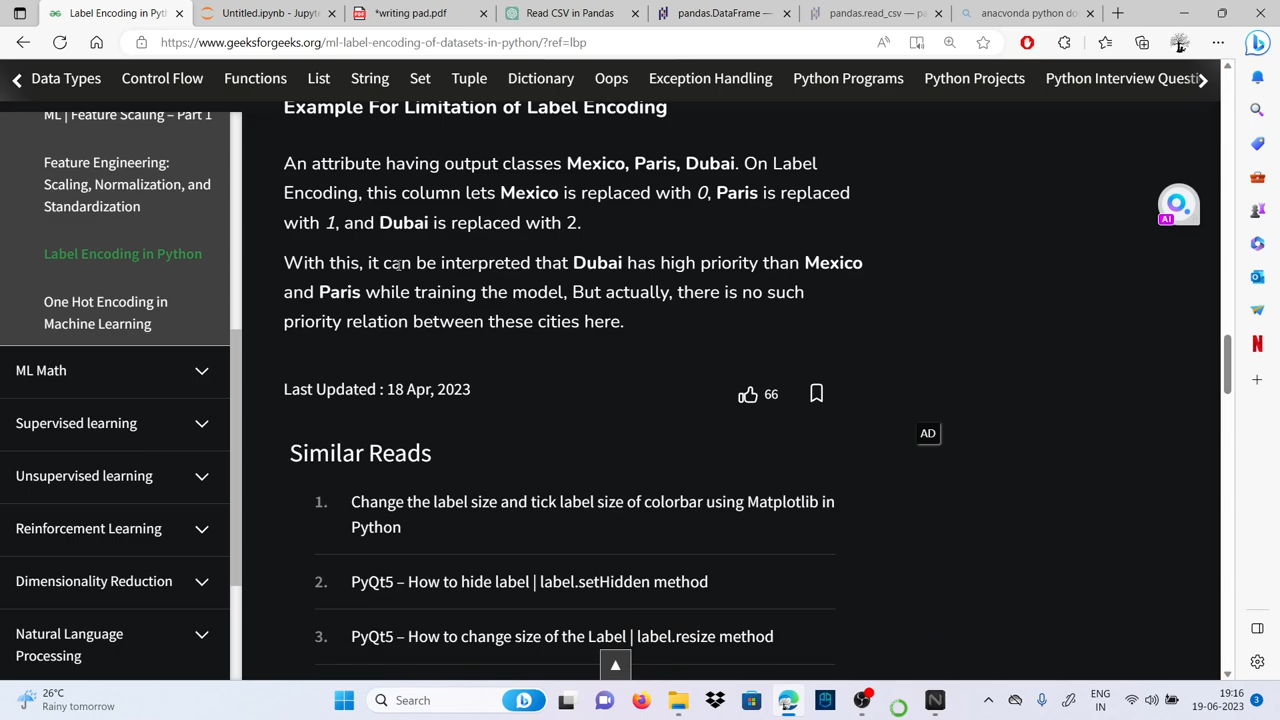 Label Encoding in Pyth
Untitled.ipynb - Jupyte
*writing pad.pdf
Read CSV in Pandas
pandas.DataFrame —
pandas.read_csv — pa
anacvonda python do
https://www.geeksforgeeks.org/ml-label-encoding-of-datasets-in-python/?ref=lbp
Data Types
Control Flow
Functions
List
String
Set
Tuple
Dictionary
Oops
Exception Handling
Python Programs
Python Projects
Python Interview Questi
ML | Feature Scaling – Part 1
Feature Engineering:
Scaling, Normalization, and
Standardization
Label Encoding in Python
One Hot Encoding in
Machine Learning
ML Math
Supervised learning
Unsupervised learning
Reinforcement Learning
Dimensionality Reduction
Natural Language
Processing
Example For Limitation of Label Encoding
An attribute having output classes Mexico, Paris, Dubai. On Label
Encoding, this column lets Mexico is replaced with 0, Paris is replaced
with 1, and Dubai is replaced with 2.
With this, it can be interpreted that Dubai has high priority than Mexico
and Paris while training the model, But actually, there is no such
priority relation between these cities here.
Last Updated : 18 Apr, 2023
66
Similar Reads
1. Change the label size and tick label size of colorbar using Matplotlib in
Python
2. PyQt5 – How to hide label | label.setHidden method
3. PyQt5 – How to change size of the Label | label.resize method
AI
AD
26°C
Rainy tomorrow
Search
ENG
IN
19:16
19-06-2023
3